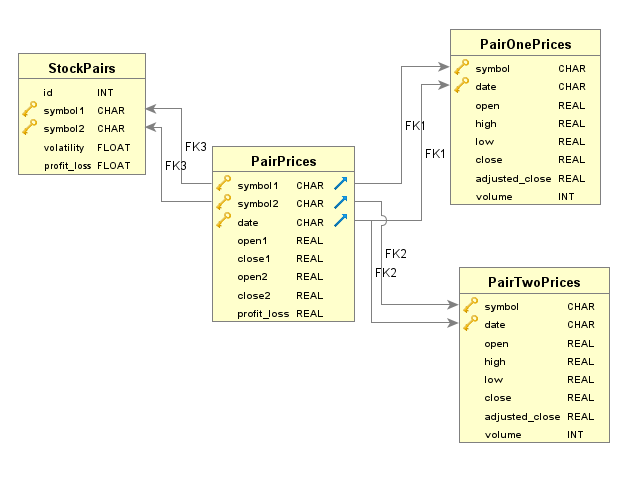 StockPairs
id INT
symbol1 CHAR
symbol2 CHAR
volatility FLOAT
profit_loss FLOAT
FK3
FK3
PairPrices
symbol1 CHAR
symbol2 CHAR
date CHAR
open1 REAL
close1 REAL
open2 REAL
close2 REAL
profit_loss REAL
FK1
FK1
FK2
FK2
PairOnePrices
symbol CHAR
date CHAR
open REAL
high REAL
low REAL
close REAL
adjusted_close REAL
volume INT
PairTwoPrices
symbol CHAR
date CHAR
open REAL
high REAL
low REAL
close REAL
adjusted_close REAL
volume INT